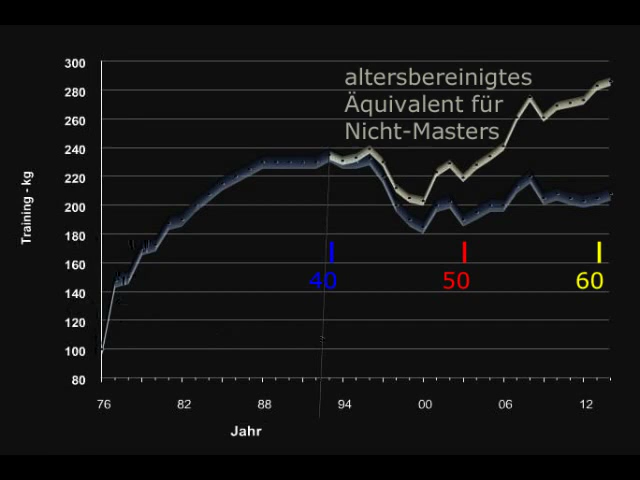 altersbereinigtes
Äquivalent für
Nicht-Masters
Training - kg
300
280
260
240
220
200
180
160
140
120
100
80
40
50
60
76 82 88 94 00 06 12
Jahr